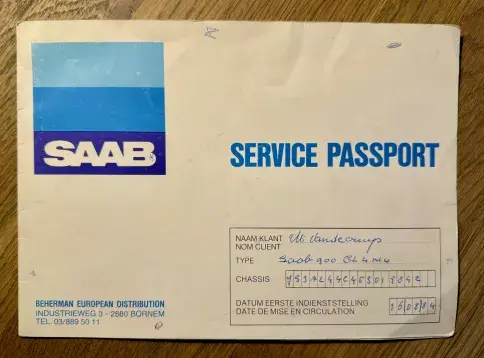 SAAB
SERVICE PASSPORT
NAAM KLANT
NOM CLIENT
TYPE Saab 900 GL4M4
CHASSIS
DATUM EERSTE INDIENSTSTELLING
DATE DE MISE EN CIRCULATION
BEHERMAN EUROPEAN DISTRIBUTION
INDUSTRIEWEG 3 - 2680 BORNEM
TEL. 03/889 50 11